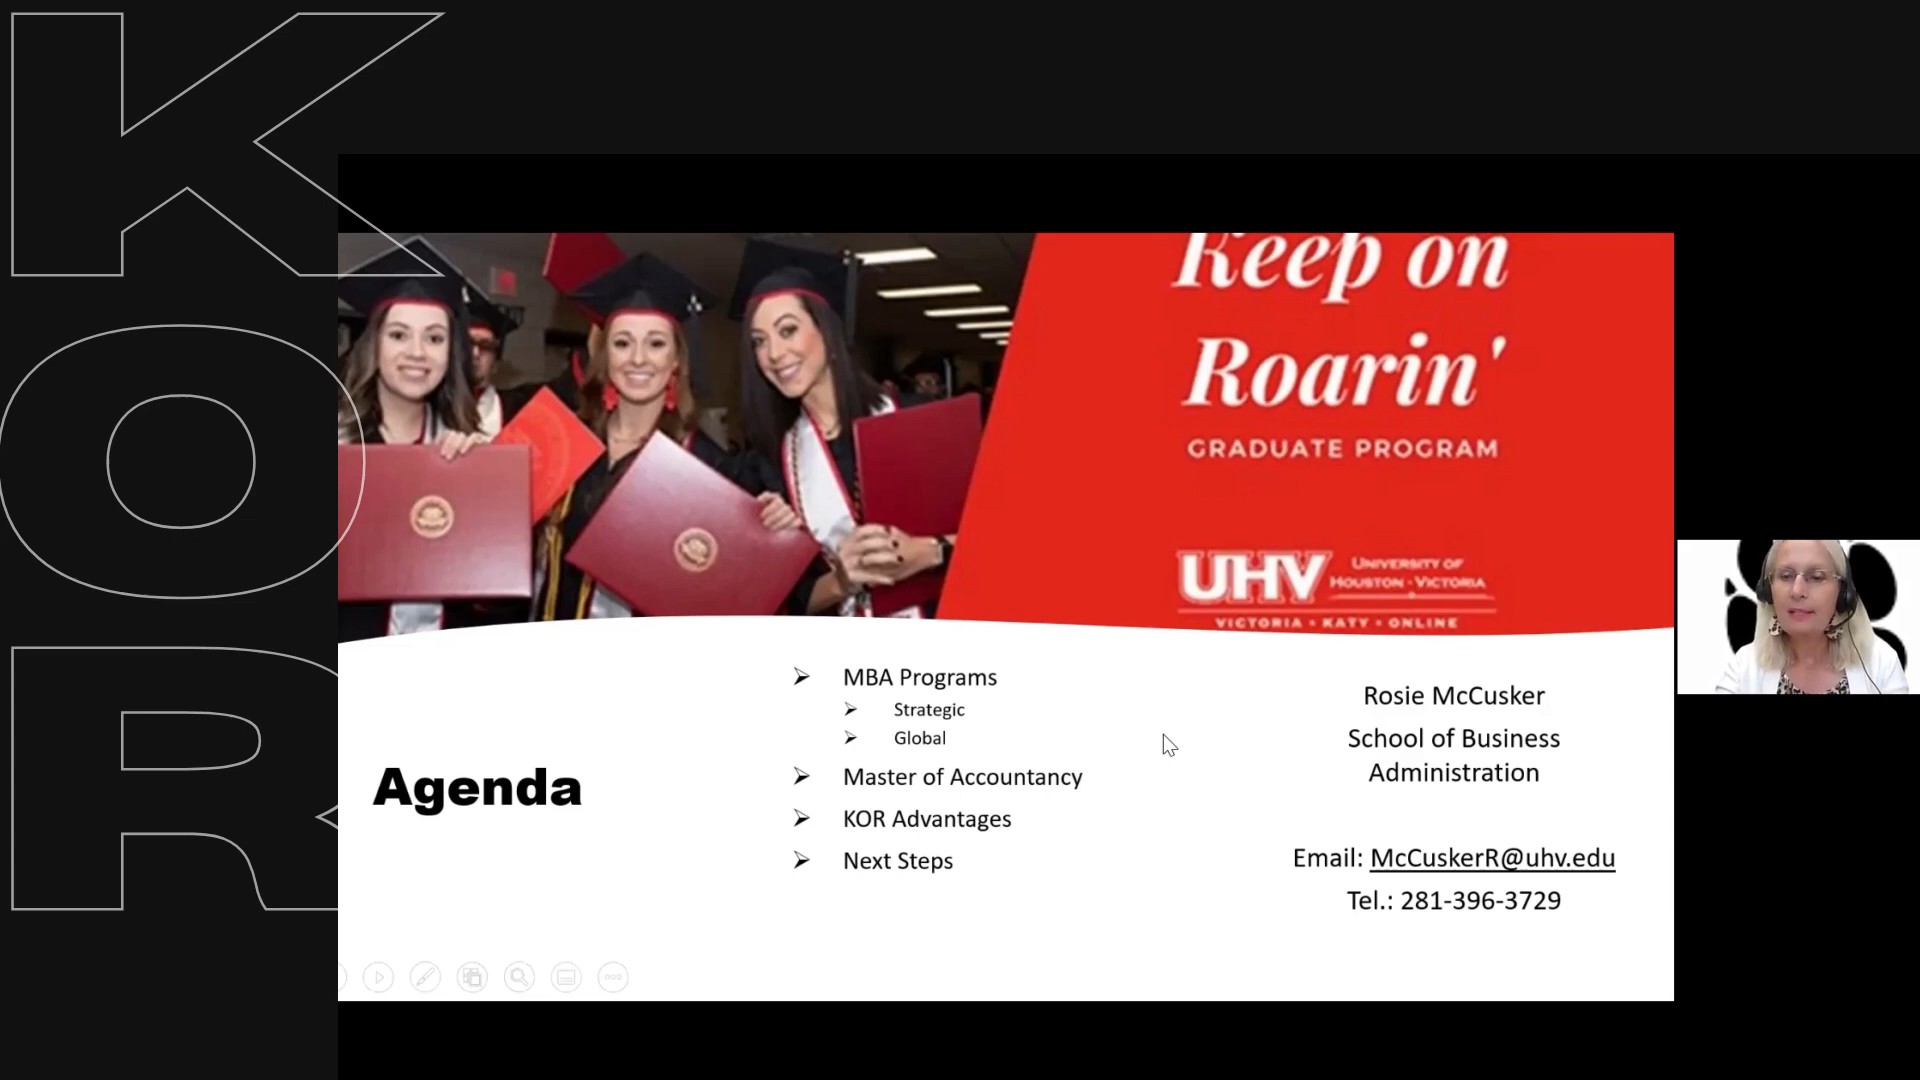 KOR
Keep on
Roarin'
GRADUATE PROGRAM
UHV
UNIVERSITY OF
HOUSTON · VICTORIA
VICTORIA • KATY • ONLINE
Agenda
MBA Programs
Strategic
Global
Master of Accountancy
KOR Advantages
Next Steps
Rosie McCusker
School of Business
Administration
Email: McCuskerR@uhv.edu
Tel.: 281-396-3729